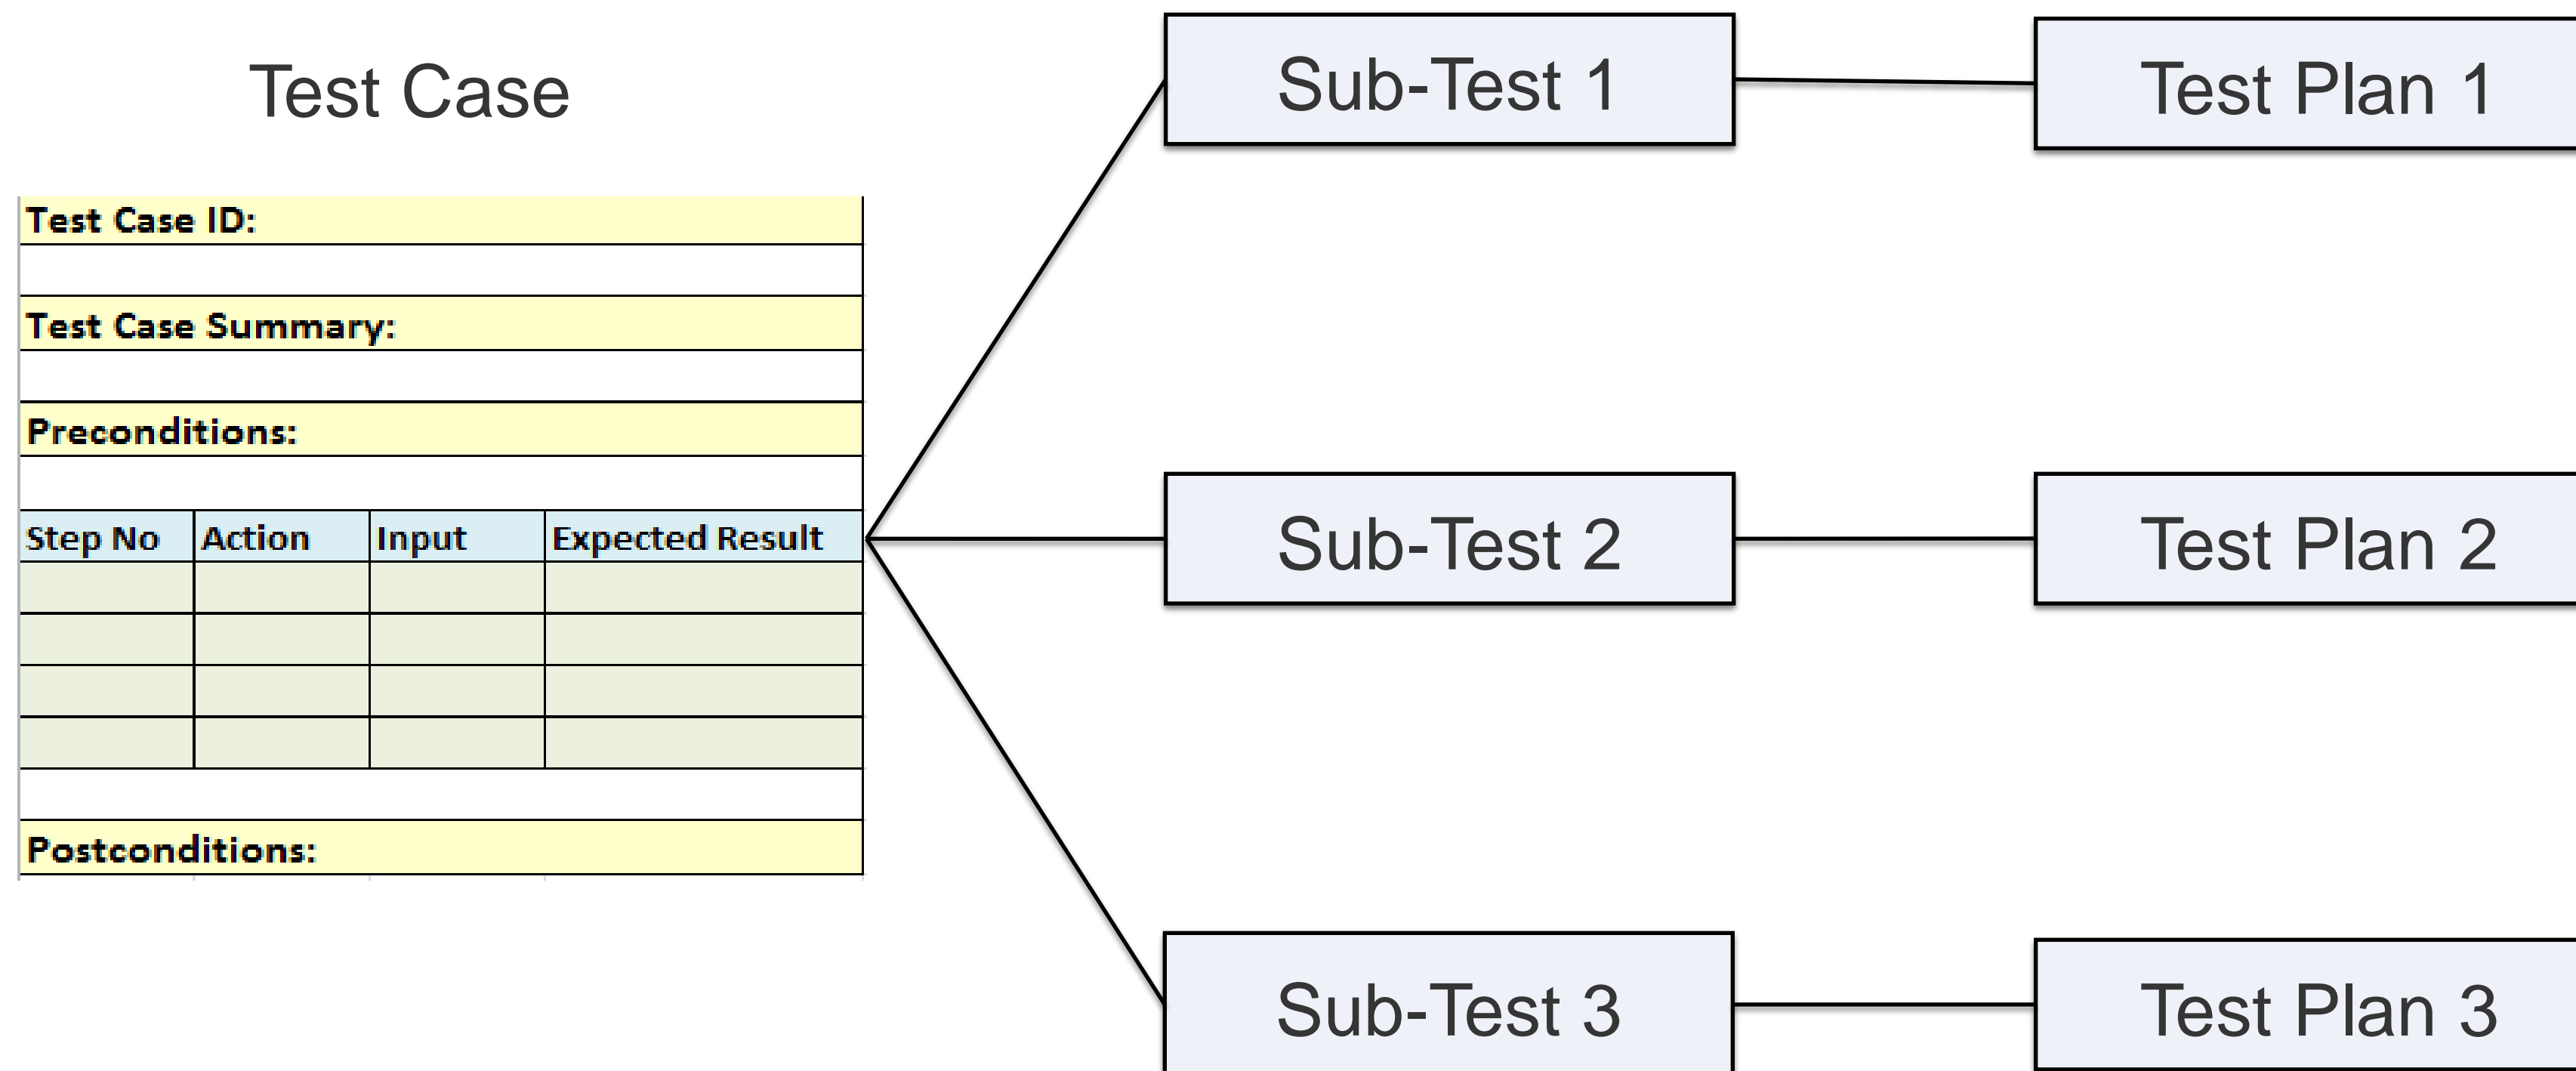 Test Case
Test Case ID:
Test Case Summary:
Preconditions:
Step No Action Input Expected Result
Postconditions:
Sub-Test 1
Test Plan 1
Sub-Test 2
Test Plan 2
Sub-Test 3
Test Plan 3